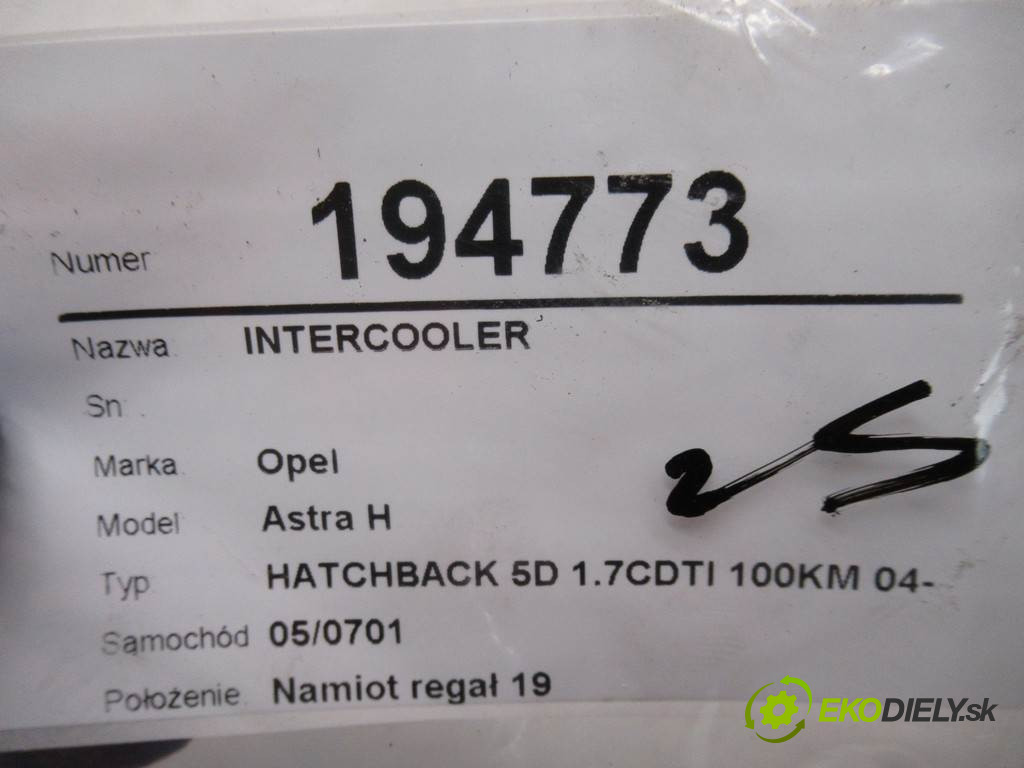 Numer 194773
Nazwa INTERCOOLER
Sn
Marka Opel
Model Astra H
25
Typ HATCHBACK 5D 1.7CDTI 100KM 04-
Samochód 05/0701
Położenie Namiot regał 19
EKODIELY.sk